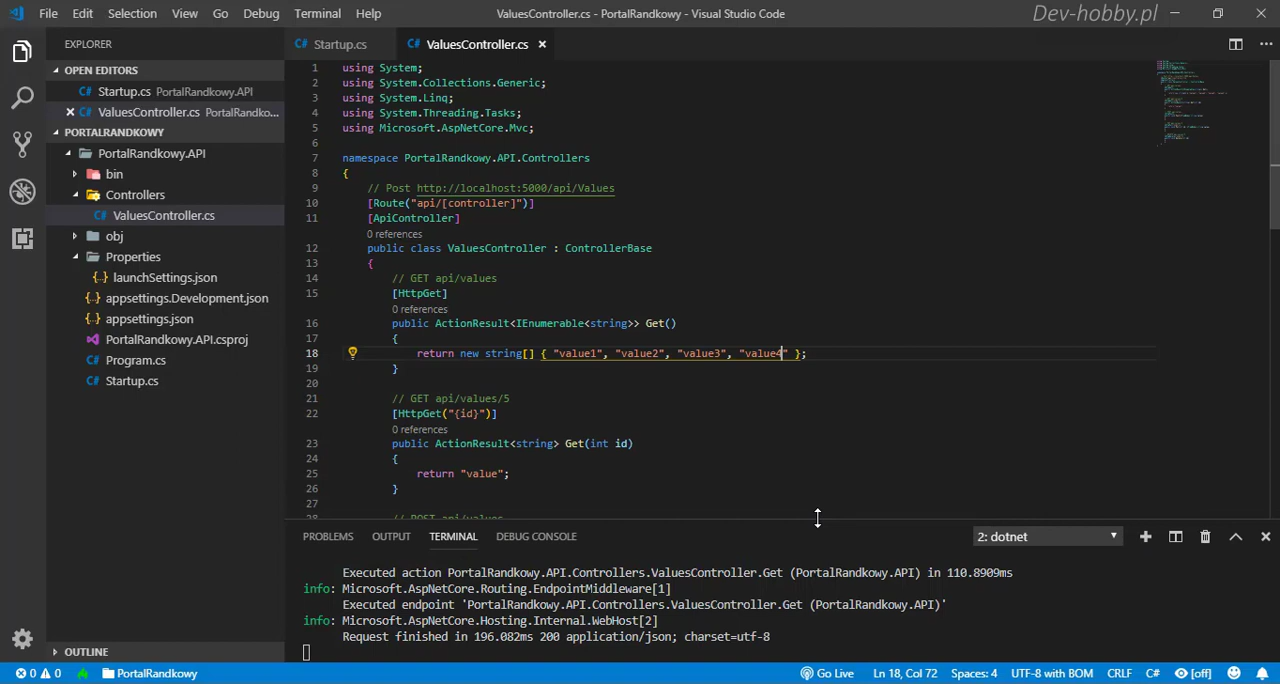 File Edit Selection View Go Debug Terminal Help ValuesController.cs - PortalRandkowy - Visual Studio Code Dev-hobby.pl
EXPLORER
OPEN EDITORS
Startup.cs PortalRandkowy.API
ValuesController.cs PortalRandko...
PORTALRANDKOWY
PortalRandkowy.API
bin
Controllers
C# ValuesController.cs
obj
Properties
{..} launchSettings.json
{..} appsettings.Development.json
{..} appsettings.json
PortalRandkowy.API.csproj
C# Program.cs
C# Startup.cs
OUTLINE
C# Startup.cs C# ValuesController.cs
1 using System;
2 using System.Collections.Generic;
3 using System.Linq;
4 using System.Threading.Tasks;
5 using Microsoft.AspNetCore.Mvc;
6
7 namespace PortalRandkowy.API.Controllers
8 {
9 // Post http://localhost:5000/api/Values
10 [Route("api/[controller]")]
11 [ApiController]
0 references
12 public class ValuesController : ControllerBase
13 {
14 // GET api/values
15 [HttpGet]
0 references
16 public ActionResult<IEnumerable<string>> Get()
17 {
18 return new string[] { "value1", "value2", "value3", "value4" };
19 }
20
21 // GET api/values/5
22 [HttpGet("{id}")]
0 references
23 public ActionResult<string> Get(int id)
24 {
25 return "value";
26 }
27
28 // POST api/values
PROBLEMS OUTPUT TERMINAL DEBUG CONSOLE 2: dotnet
Executed action PortalRandkowy.API.Controllers.ValuesController.Get (PortalRandkowy.API) in 110.8909ms
info: Microsoft.AspNetCore.Routing.EndpointMiddleware[1]
Executed endpoint 'PortalRandkowy.API.Controllers.ValuesController.Get (PortalRandkowy.API)'
info: Microsoft.AspNetCore.Hosting.Internal.WebHost[2]
Request finished in 196.082ms 200 application/json; charset=utf-8
0 0 PortalRandkowy Go Live Ln 18, Col 72 Spaces: 4 UTF-8 with BOM CRLF C# [off]